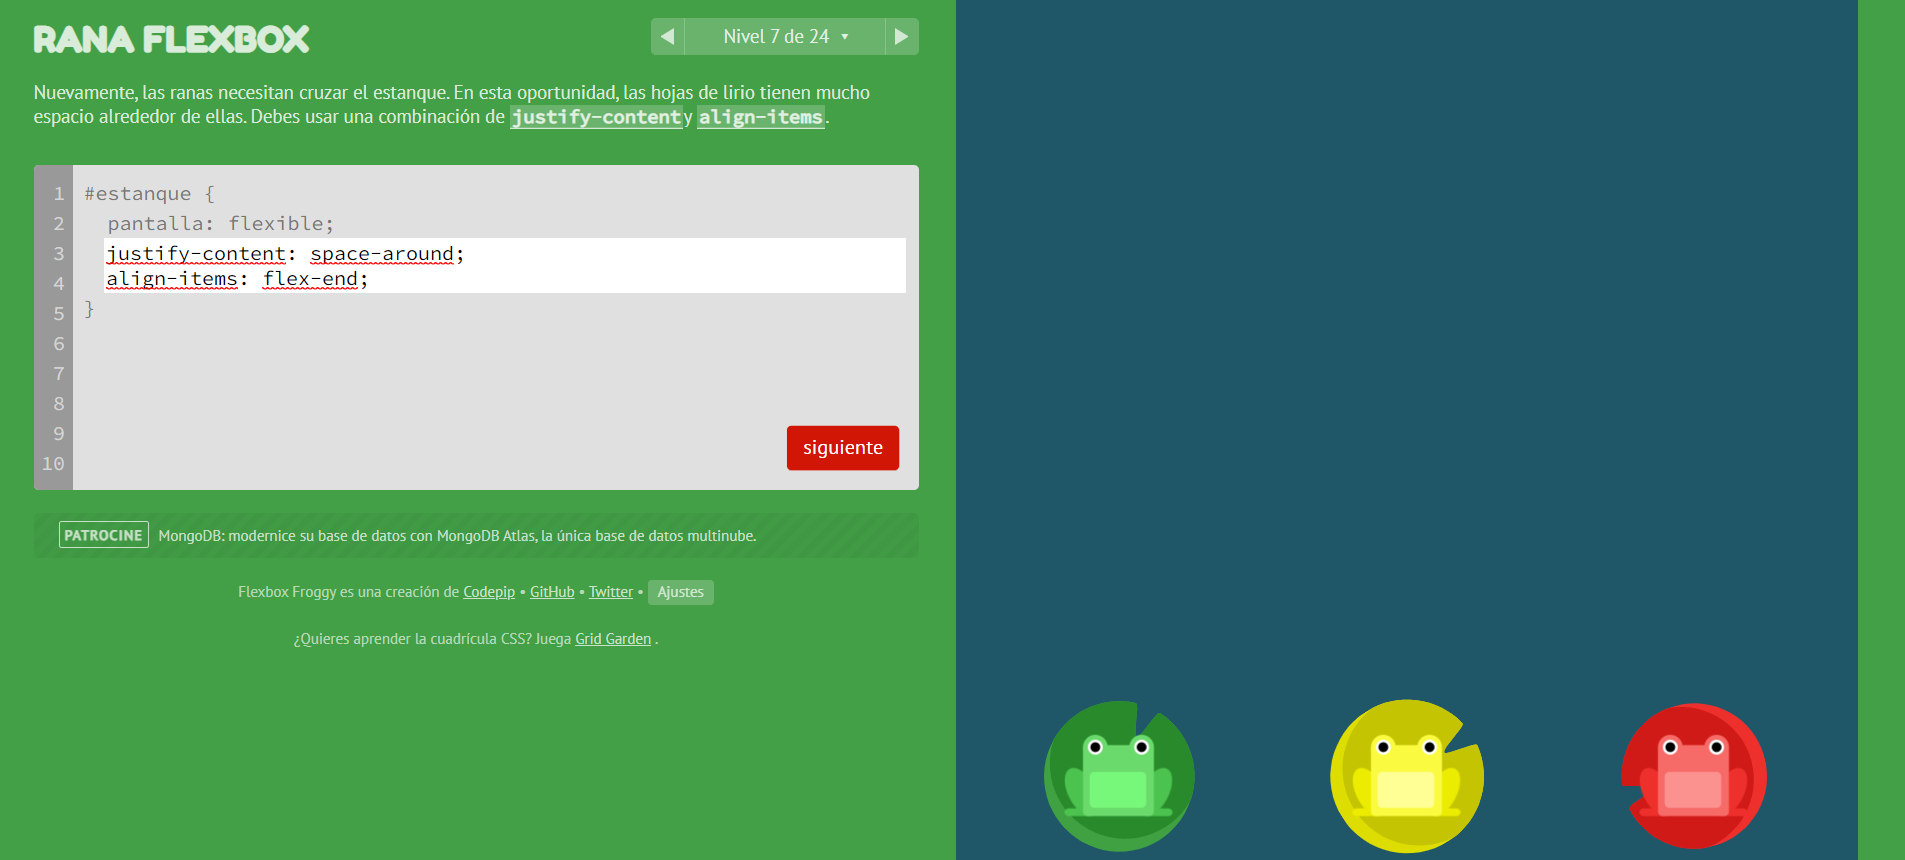 RANA FLEXBOX
◀ Nivel 7 de 24 ▼ ▶
Nuevamente, las ranas necesitan cruzar el estanque. En esta oportunidad, las hojas de lirio tienen mucho
espacio alrededor de ellas. Debes usar una combinación de justify-content y align-items.
1 #estanque {
2 pantalla: flexible;
3 justify-content: space-around;
4 align-items: flex-end;
5 }
6
7
8
9
10
siguiente
PATROCINE MongoDB: modernice su base de datos con MongoDB Atlas, la única base de datos multinube.
Flexbox Froggy es una creación de Codepip • GitHub • Twitter • Ajustes
¿Quieres aprender la cuadrícula CSS? Juega Grid Garden .